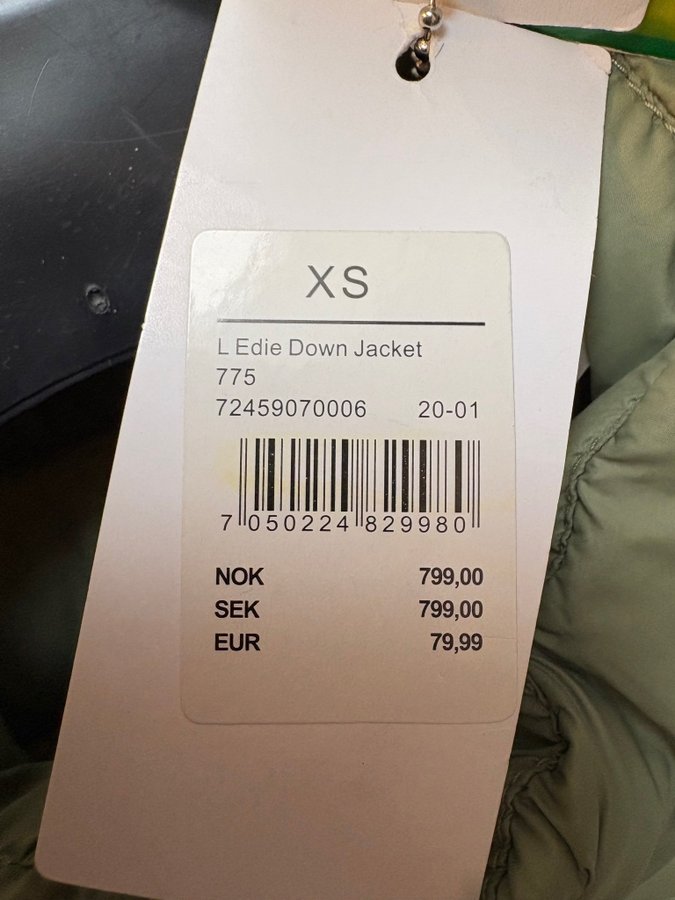 XS
L Edie Down Jacket
775
72459070006 20-01
7 050224 829980
NOK 799,00
SEK 799,00
EUR 79,99